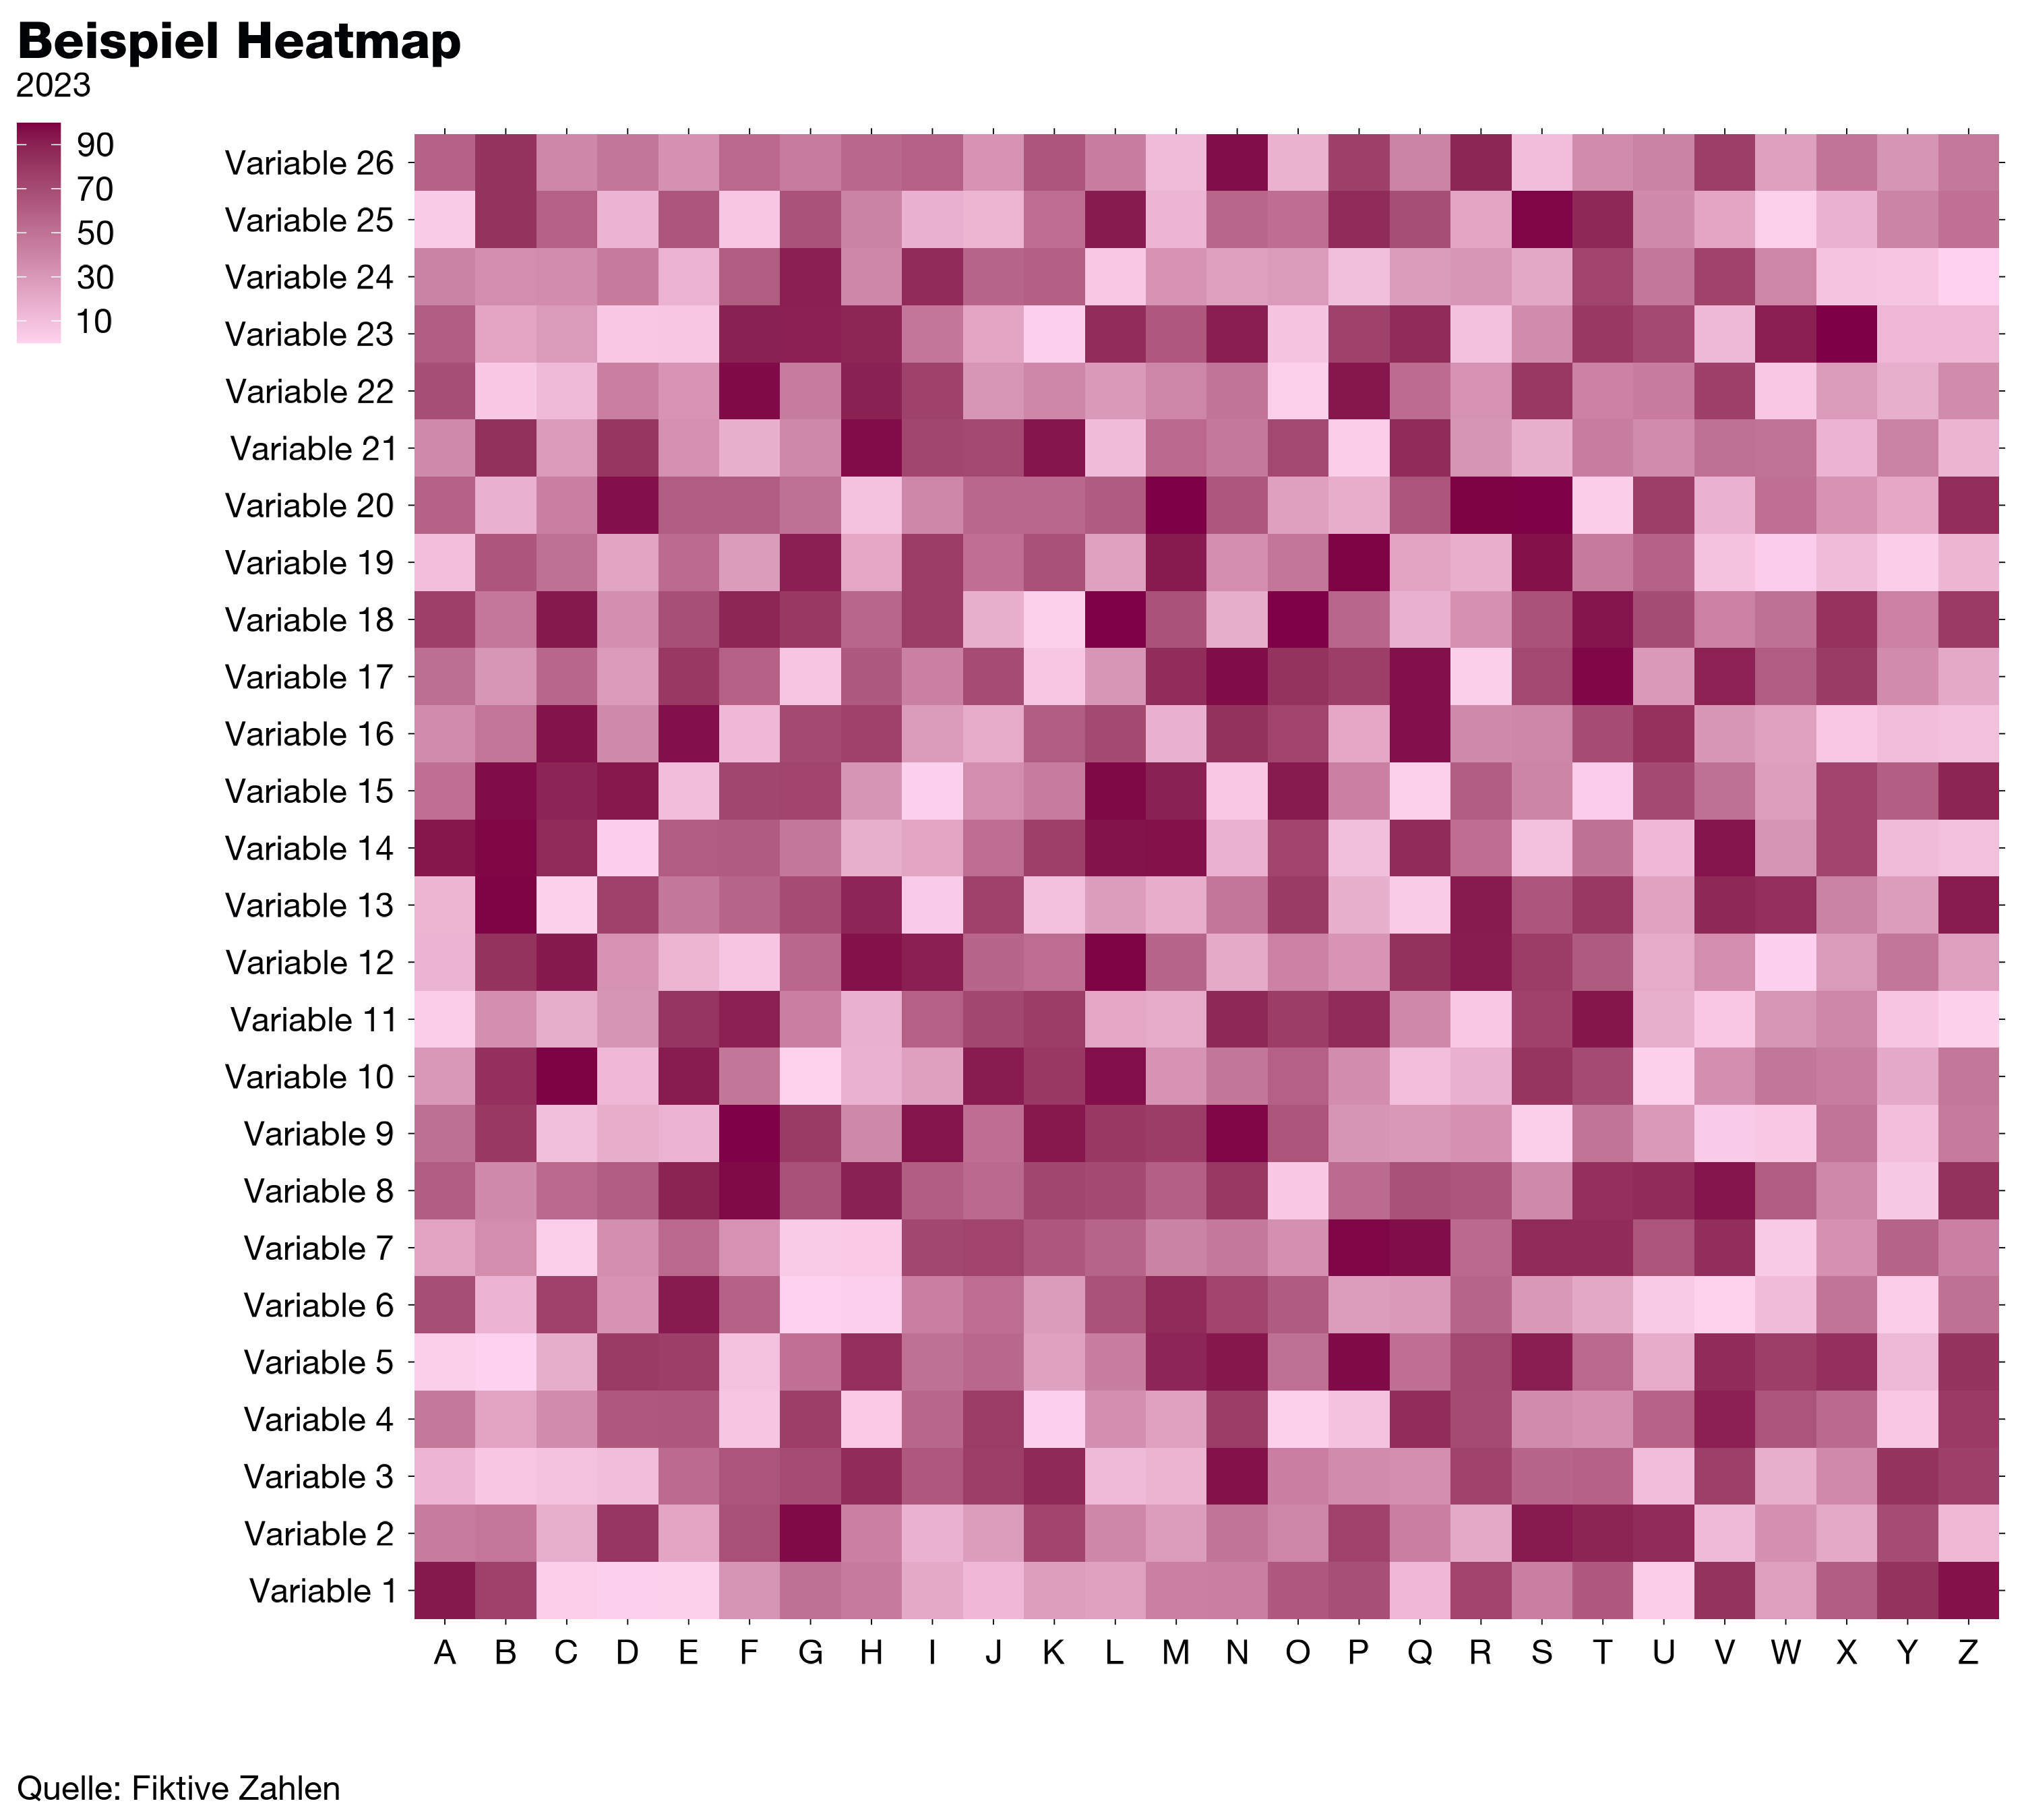 Beispiel Heatmap
2023
90
70
50
30
10
Variable 26
Variable 25
Variable 24
Variable 23
Variable 22
Variable 21
Variable 20
Variable 19
Variable 18
Variable 17
Variable 16
Variable 15
Variable 14
Variable 13
Variable 12
Variable 11
Variable 10
Variable 9
Variable 8
Variable 7
Variable 6
Variable 5
Variable 4
Variable 3
Variable 2
Variable 1
A B C D E F G H I J K L M N O P Q R S T U V W X Y Z
Quelle: Fiktive Zahlen